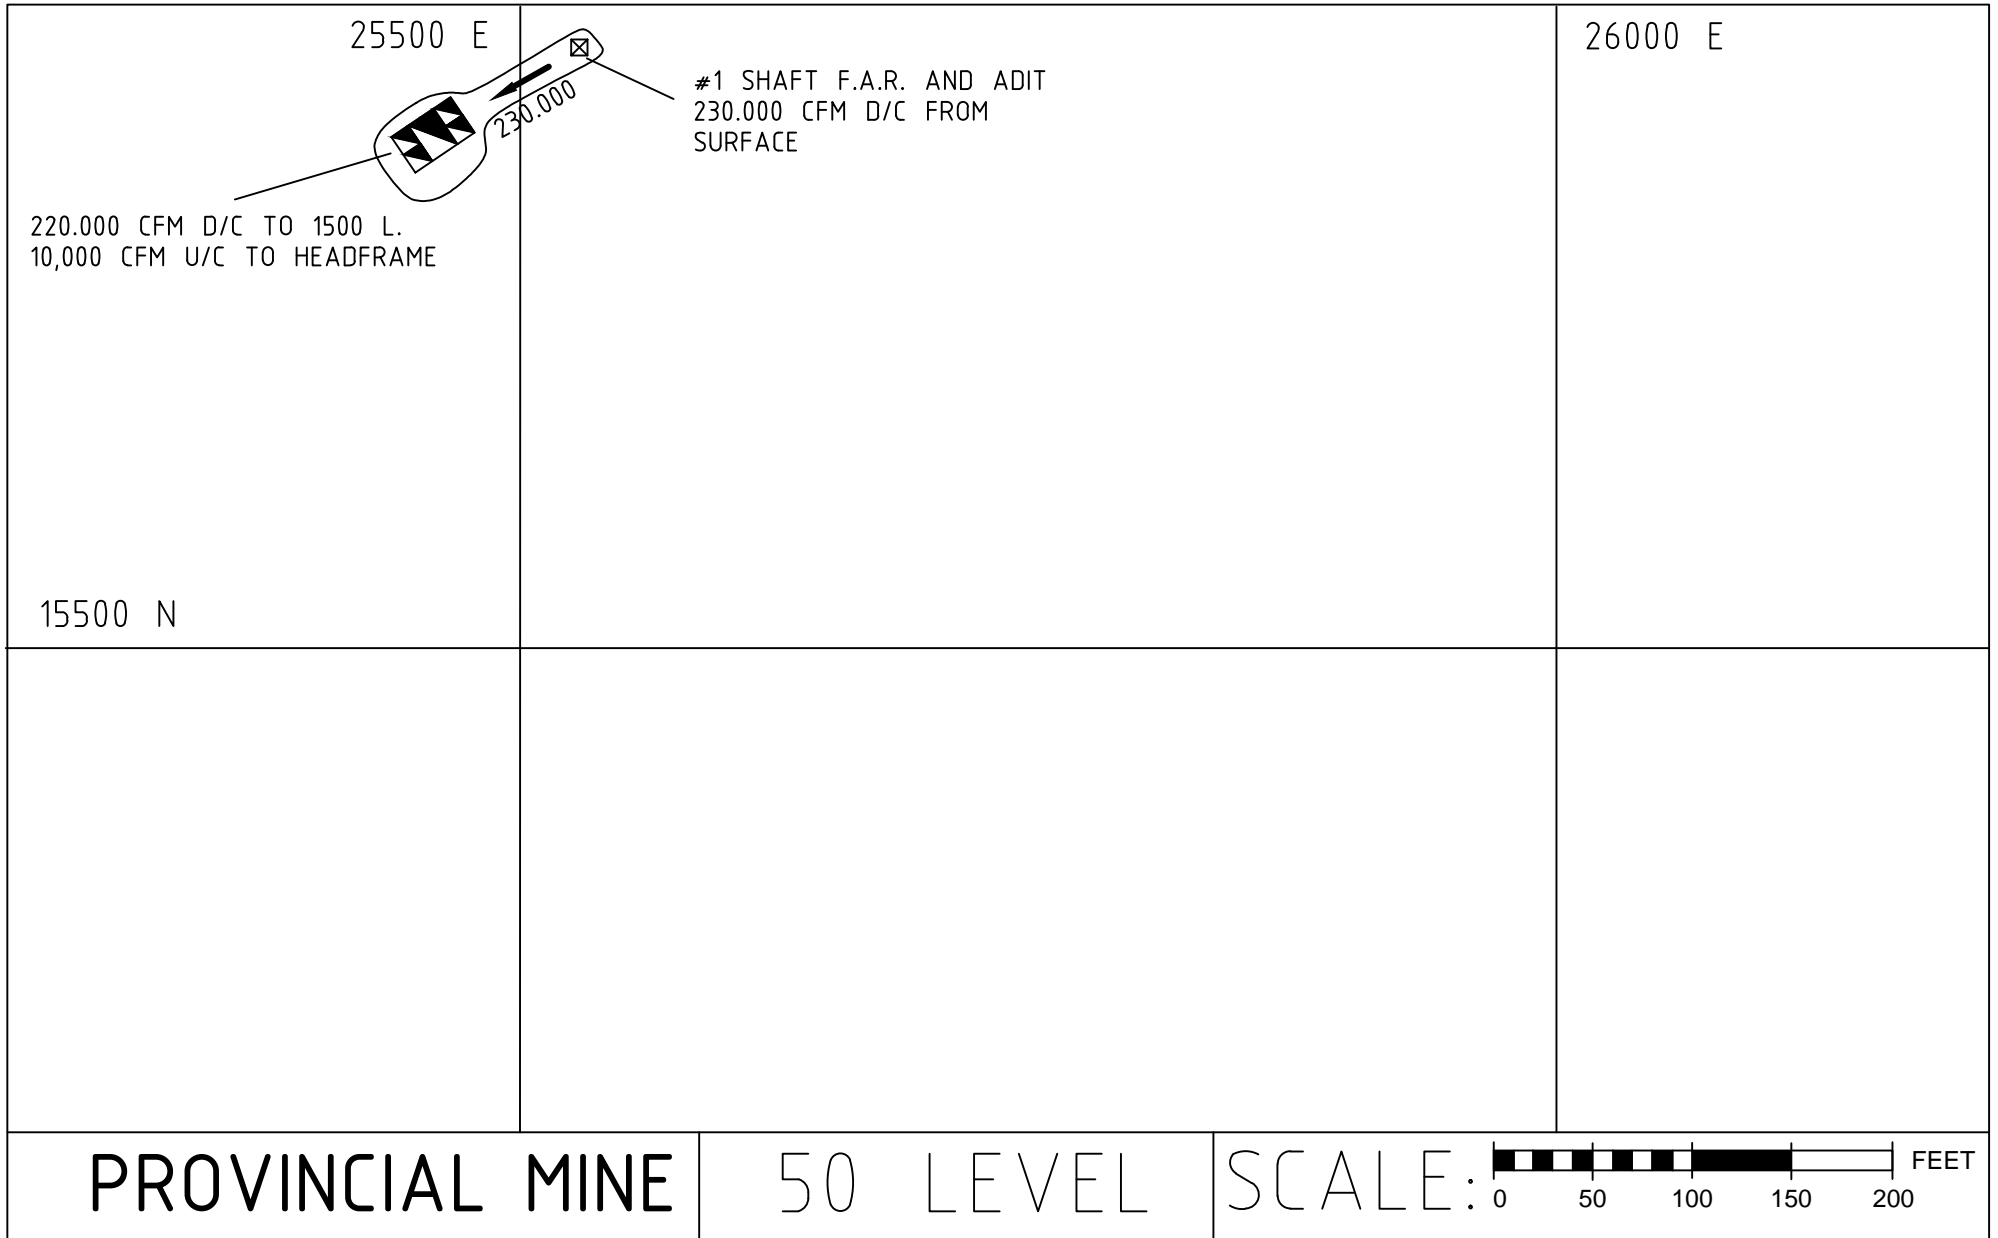 25500 E
26000 E
#1 SHAFT F.A.R. AND ADIT
230.000 CFM D/C FROM
SURFACE
230.000
220.000 CFM D/C TO 1500 L.
10,000 CFM U/C TO HEADFRAME
15500 N
PROVINCIAL MINE
50 LEVEL
SCALE:
FEET
0 50 100 150 200